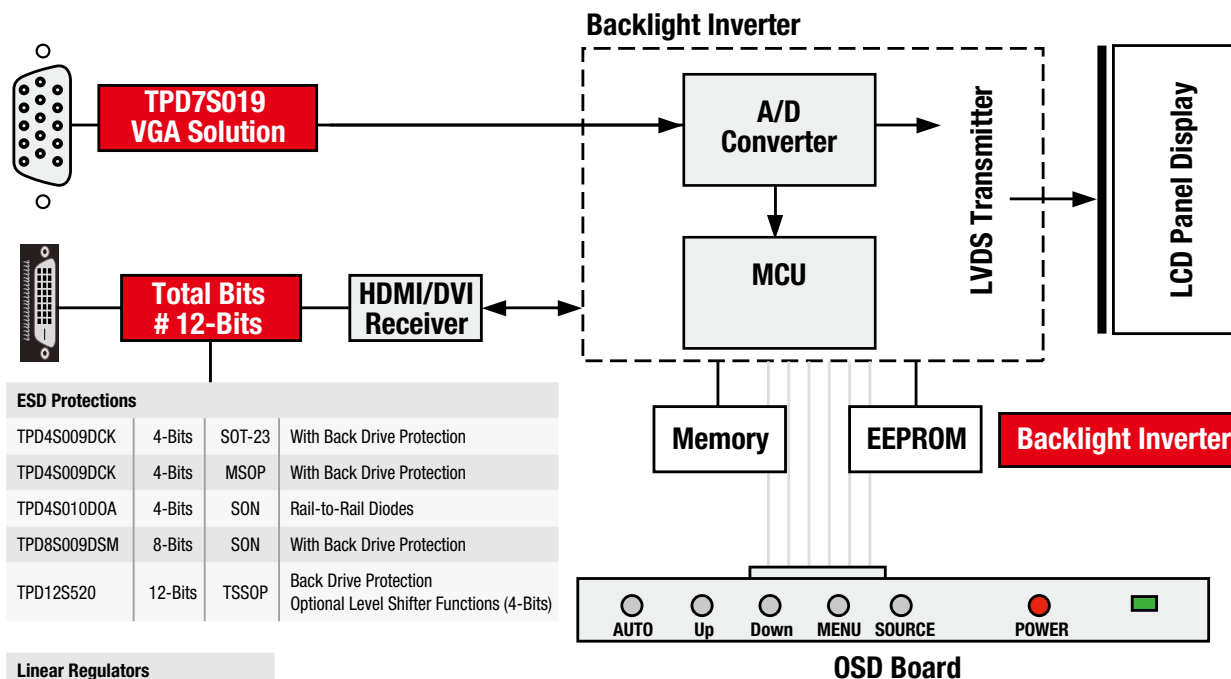 Backlight Inverter
TPD7S019
VGA Solution
A/D
Converter
LVDS Transmitter
LCD Panel Display
MCU
Total Bits
# 12-Bits
HDMI/DVI
Receiver
Memory
EEPROM
Backlight Inverter
ESD Protections
TPD4S009DCK 4-Bits SOT-23 With Back Drive Protection
TPD4S009DCK 4-Bits MSOP With Back Drive Protection
TPD4S010DOA 4-Bits SON Rail-to-Rail Diodes
TPD8S009DSM 8-Bits SON With Back Drive Protection
TPD12S520 12-Bits TSSOP Back Drive Protection
Optional Level Shifter Functions (4-Bits)
AUTO Up Down MENU SOURCE POWER
OSD Board
Linear Regulators